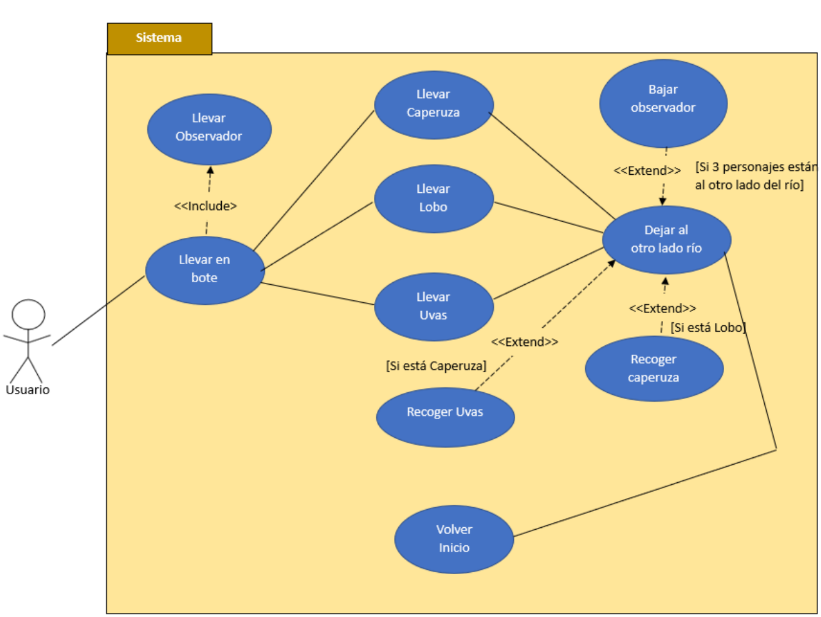 Sistema
Llevar
Observador
<<Include>
Llevar en
bote
Usuario
Llevar
Caperuza
Llevar
Lobo
Llevar
Uvas
<<Extend>>
[Si está Caperuza]
Recoger Uvas
Volver
Inicio
Bajar
observador
<<Extend>>
[Si 3 personajes están
al otro lado del río]
Dejar al
otro lado río
<<Extend>>
[Si está Lobo]
Recoger
caperuza